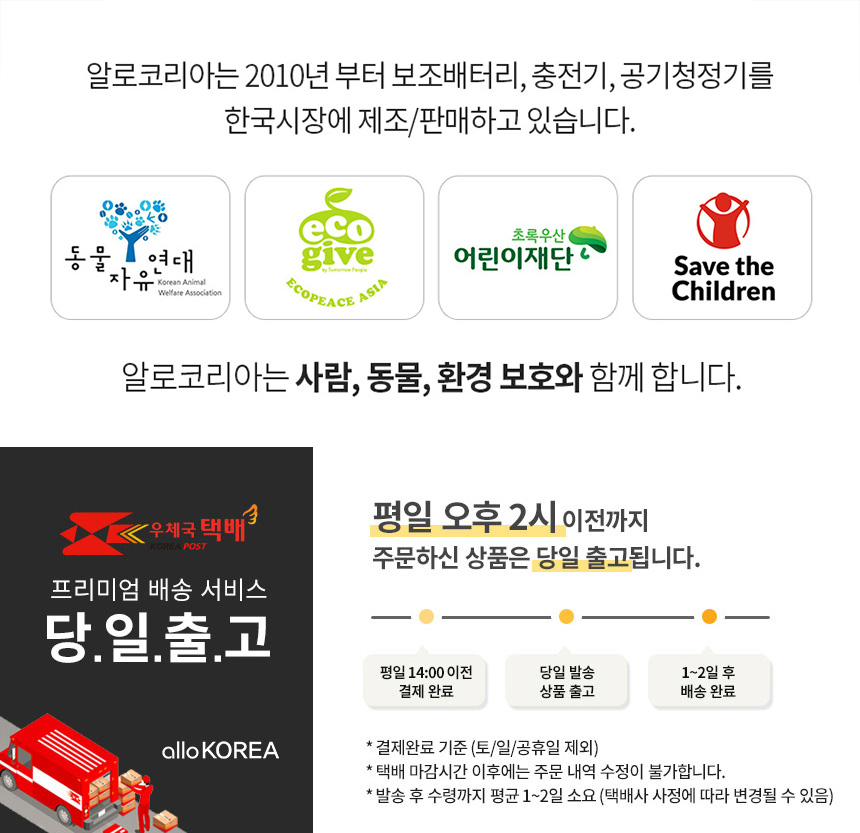 알로코리아는 2010년 부터 보조배터리, 충전기, 공기청정기를
한국시장에 제조/판매하고 있습니다.
동물자유연대
Korean Animal
Welfare Association
eco
give
by Tomorrow People
ECOPEACE ASIA
초록우산
어린이재단
Save the
Children
알로코리아는 사람, 동물, 환경 보호와 함께 합니다.
우체국 택배
KOREA POST
프리미엄 배송 서비스
당.일.출.고
allo KOREA
평일 오후 2시 이전까지
주문하신 상품은 당일 출고됩니다.
평일 14:00 이전
결제 완료
당일 발송
상품 출고
1~2일 후
배송 완료
* 결제완료 기준 (토/일/공휴일 제외)
* 택배 마감시간 이후에는 주문 내역 수정이 불가합니다.
* 발송 후 수령까지 평균 1~2일 소요 (택배사 사정에 따라 변경될 수 있음)